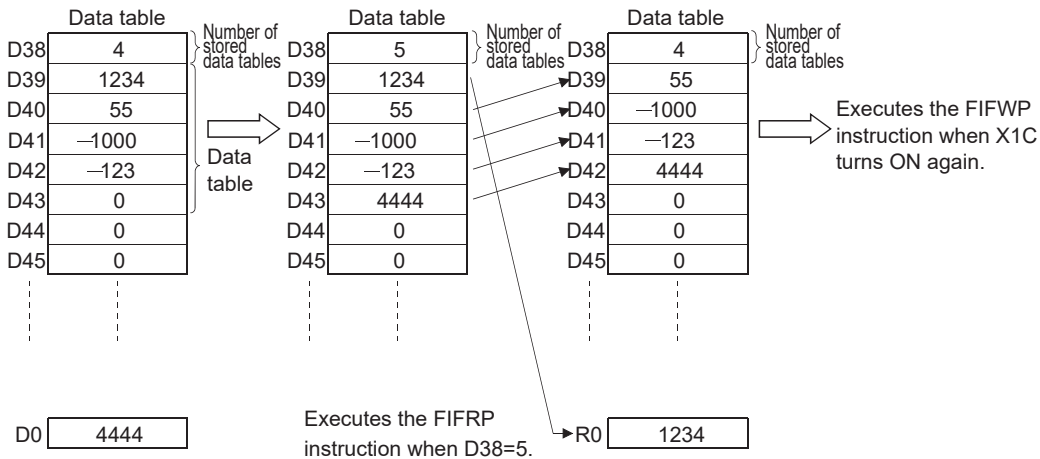 Data table Data table Data table
Number of stored data tables Number of stored data tables Number of stored data tables
D38 4 D38 5 D38 4
D39 1234 D39 1234 D39 55
D40 55 D40 55 D40 —1000
D41 —1000 D41 —1000 D41 —123
D42 —123 D42 —123 D42 4444
D43 0 D43 4444 D43 0
D44 0 D44 0 D44 0
D45 0 D45 0 D45 0
Data
table
Executes the FIFWP
instruction when X1C
turns ON again.
D0 4444
Executes the FIFRP
instruction when D38=5.
R0 1234